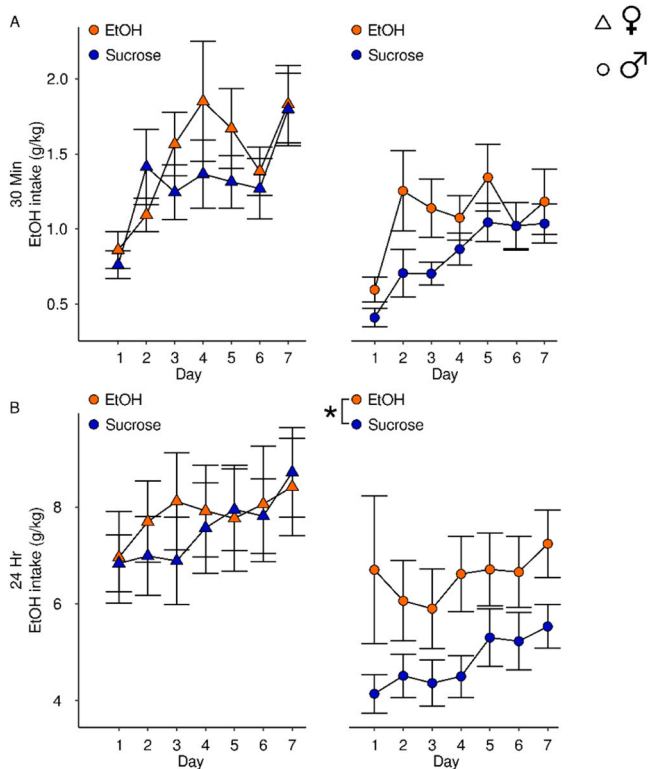 A
EtOH
Sucrose
EtOH
Sucrose
30 Min
EtOH intake (g/kg)
2.0
1.5
1.0
0.5
1 2 3 4 5 6 7
Day
1 2 3 4 5 6 7
Day
B
EtOH
Sucrose
*
EtOH
Sucrose
24 Hr
EtOH intake (g/kg)
8
6
4
1 2 3 4 5 6 7
Day
1 2 3 4 5 6 7
Day